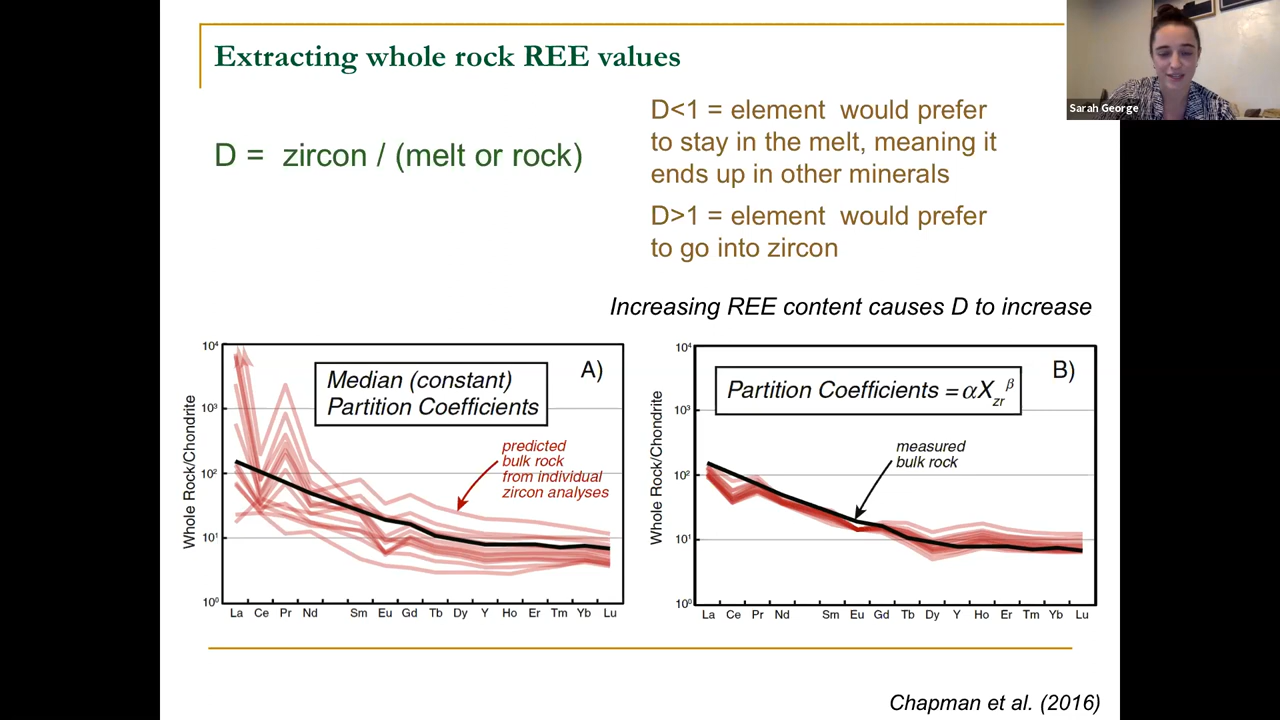 Extracting whole rock REE values
Sarah George
D = zircon / (melt or rock)
D<1 = element would prefer
to stay in the melt, meaning it
ends up in other minerals
D>1 = element would prefer
to go into zircon
Increasing REE content causes D to increase
Whole Rock/Chondrite
10⁴
10³
10²
10¹
10⁰
Median (constant)
Partition Coefficients
A)
predicted
bulk rock
from individual
zircon analyses
La Ce Pr Nd Sm Eu Gd Tb Dy Y Ho Er Tm Yb Lu
Whole Rock/Chondrite
10⁴
10³
10²
10¹
10⁰
Partition Coefficients = αX_zr^β
B)
measured
bulk rock
La Ce Pr Nd Sm Eu Gd Tb Dy Y Ho Er Tm Yb Lu
Chapman et al. (2016)